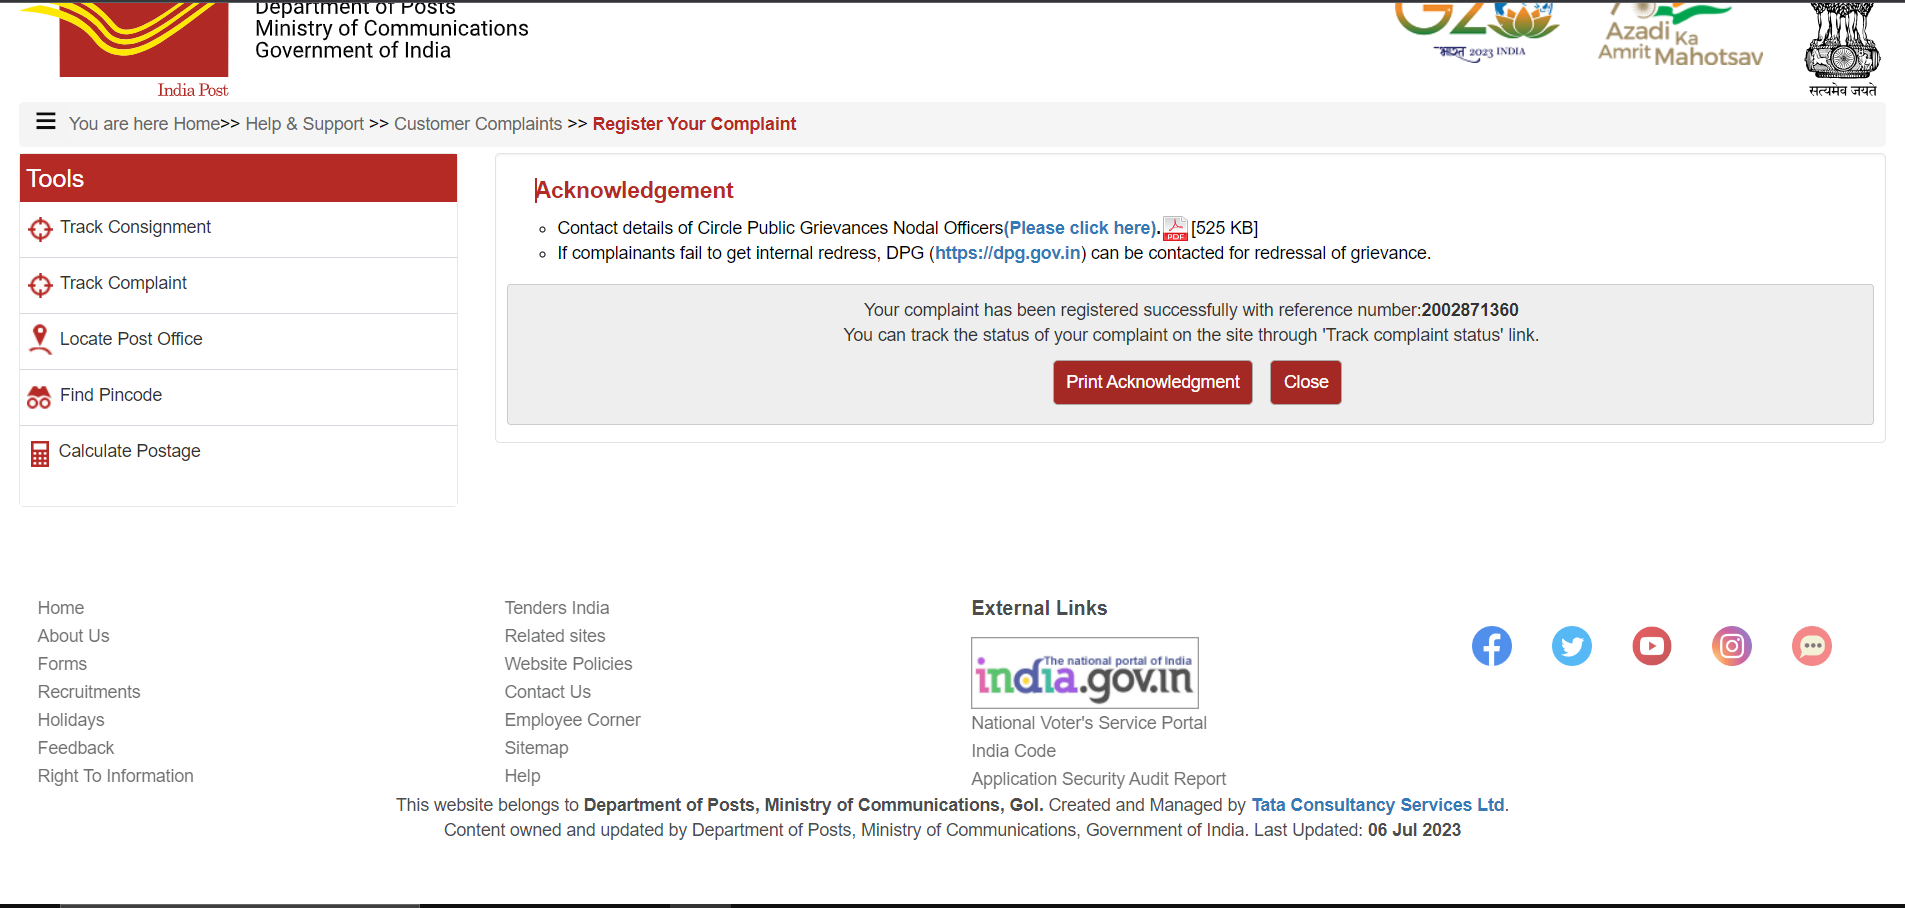 Department of Posts
Ministry of Communications
Government of India
India Post
G20
भारत 2023 INDIA
Azadi Ka
Amrit Mahotsav
सत्यमेव जयते
You are here Home>> Help & Support >> Customer Complaints >> Register Your Complaint
Tools
Track Consignment
Track Complaint
Locate Post Office
Find Pincode
Calculate Postage
Acknowledgement
Contact details of Circle Public Grievances Nodal Officers(Please click here). PDF [525 KB]
If complainants fail to get internal redress, DPG (https://dpg.gov.in) can be contacted for redressal of grievance.
Your complaint has been registered successfully with reference number:2002871360
You can track the status of your complaint on the site through 'Track complaint status' link.
Print Acknowledgment
Close
Home
About Us
Forms
Recruitments
Holidays
Feedback
Right To Information
Tenders India
Related sites
Website Policies
Contact Us
Employee Corner
Sitemap
Help
External Links
The national portal of India
india.gov.in
National Voter's Service Portal
India Code
Application Security Audit Report
This website belongs to Department of Posts, Ministry of Communications, GoI. Created and Managed by Tata Consultancy Services Ltd.
Content owned and updated by Department of Posts, Ministry of Communications, Government of India. Last Updated: 06 Jul 2023